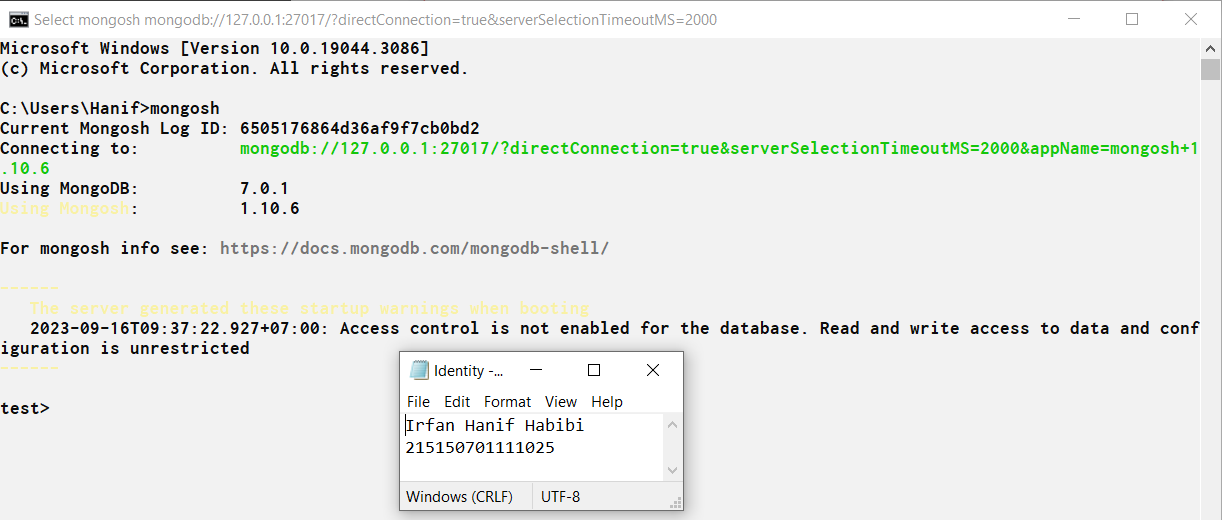 Select mongosh mongodb://127.0.0.1:27017/?directConnection=true&serverSelectionTimeoutMS=2000
Microsoft Windows [Version 10.0.19044.3086]
(c) Microsoft Corporation. All rights reserved.
C:\Users\Hanif>mongosh
Current Mongosh Log ID: 6505176864d36af9f7cb0bd2
Connecting to: mongodb://127.0.0.1:27017/?directConnection=true&serverSelectionTimeoutMS=2000&appName=mongosh+1
.10.6
Using MongoDB: 7.0.1
Using Mongosh: 1.10.6
For mongosh info see: https://docs.mongodb.com/mongodb-shell/
------
The server generated these startup warnings when booting
2023-09-16T09:37:22.927+07:00: Access control is not enabled for the database. Read and write access to data and conf
iguration is unrestricted
------
test>
Identity -...
File Edit Format View Help
Irfan Hanif Habibi
215150701111025
Windows (CRLF) UTF-8